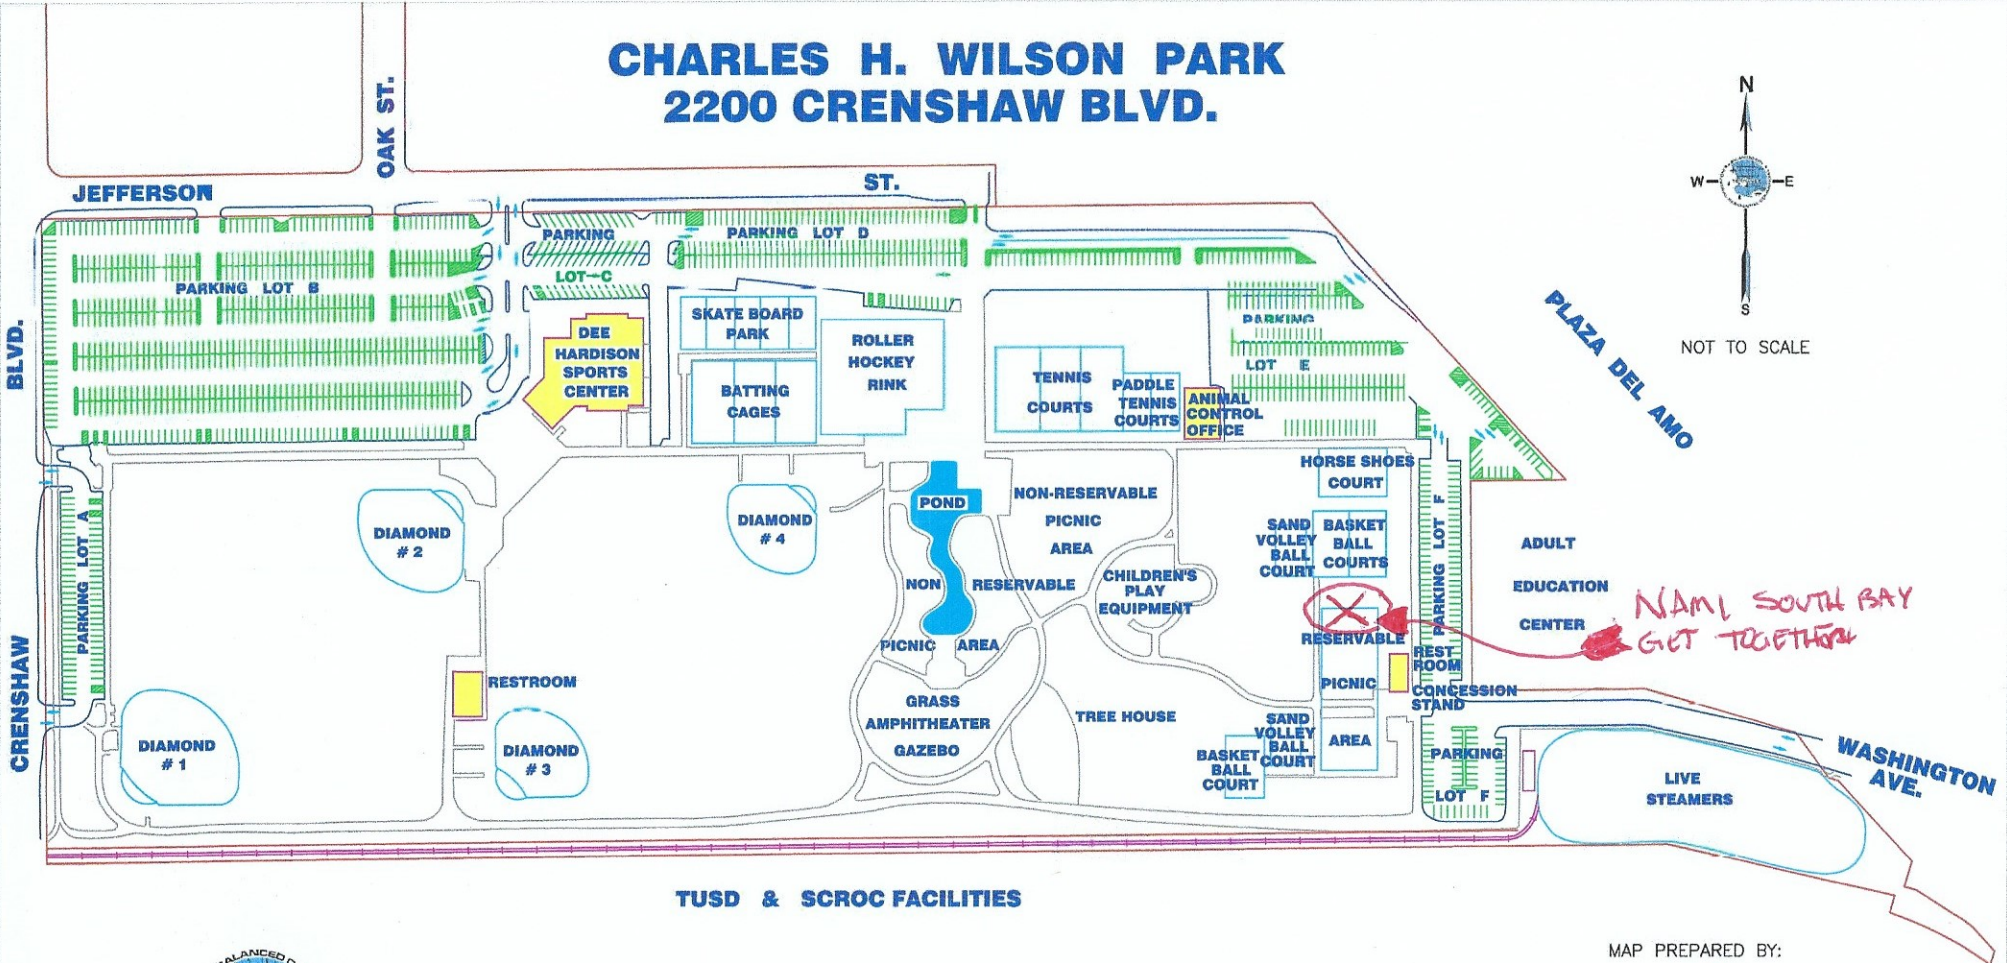 CHARLES H. WILSON PARK
2200 CRENSHAW BLVD.
N
W
E
S
NOT TO SCALE
OAK ST.
JEFFERSON
ST.
PARKING LOT B
PARKING
LOT-C
PARKING LOT D
BLVD.
CRENSHAW
DEE
HARDISON
SPORTS
CENTER
SKATE BOARD
PARK
BATTING
CAGES
ROLLER
HOCKEY
RINK
TENNIS
COURTS
PADDLE
TENNIS
COURTS
ANIMAL
CONTROL
OFFICE
PARKING
LOT E
PLAZA DEL AMO
PARKING LOT A
DIAMOND
# 2
DIAMOND
# 4
POND
NON-RESERVABLE
PICNIC
AREA
NON RESERVABLE
PICNIC AREA
CHILDREN'S
PLAY
EQUIPMENT
HORSE SHOES
COURT
SAND
VOLLEY
BALL
COURT
BASKET
BALL
COURTS
PARKING LOT F
ADULT
EDUCATION
CENTER
NAMI SOUTH BAY
GET TOGETHER
RESERVABLE
PICNIC
AREA
REST
ROOM
CONCESSION
STAND
RESTROOM
DIAMOND
# 1
DIAMOND
# 3
GRASS
AMPHITHEATER
GAZEBO
TREE HOUSE
SAND
VOLLEY
BALL
COURT
BASKET
BALL
COURT
PARKING
LOT F
LIVE
STEAMERS
WASHINGTON
AVE.
TUSD & SCROC FACILITIES
MAP PREPARED BY: